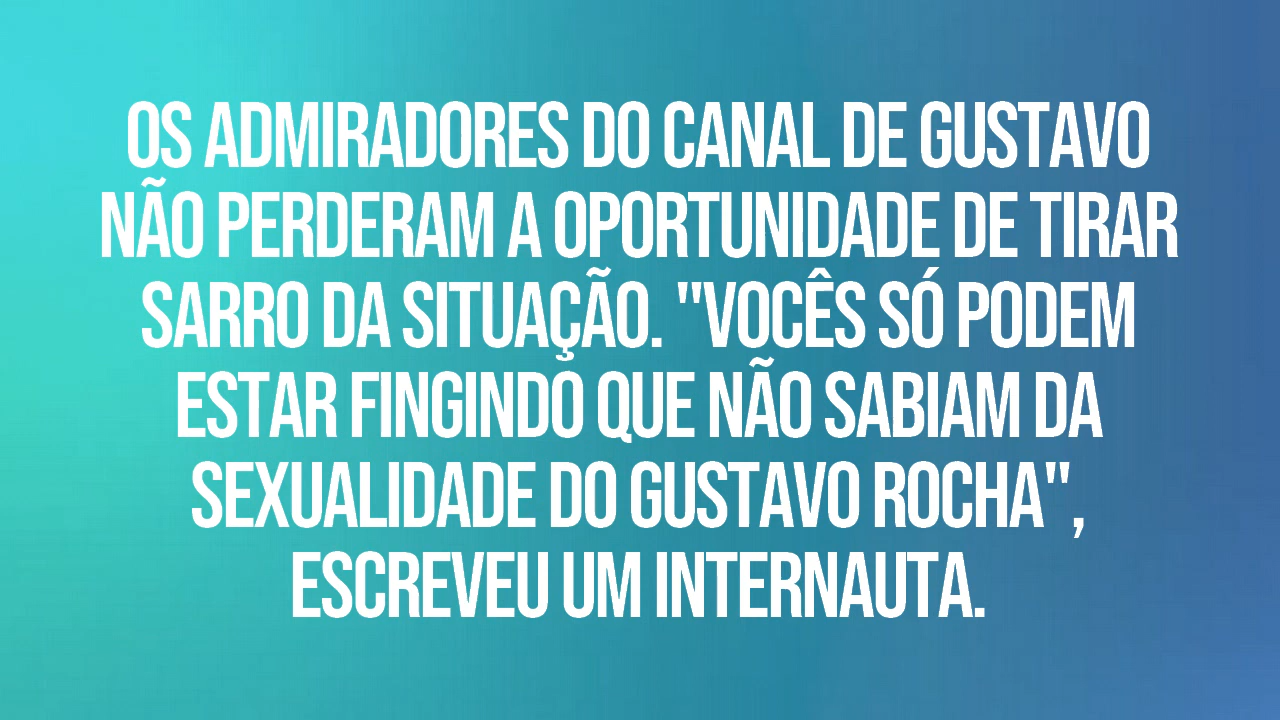 OS ADMIRADORES DO CANAL DE GUSTAVO
NÃO PERDERAM A OPORTUNIDADE DE TIRAR
SARRO DA SITUAÇÃO. "VOCÊS SÓ PODEM
ESTAR FINGINDO QUE NÃO SABIAM DA
SEXUALIDADE DO GUSTAVO ROCHA",
ESCREVEU UM INTERNAUTA.